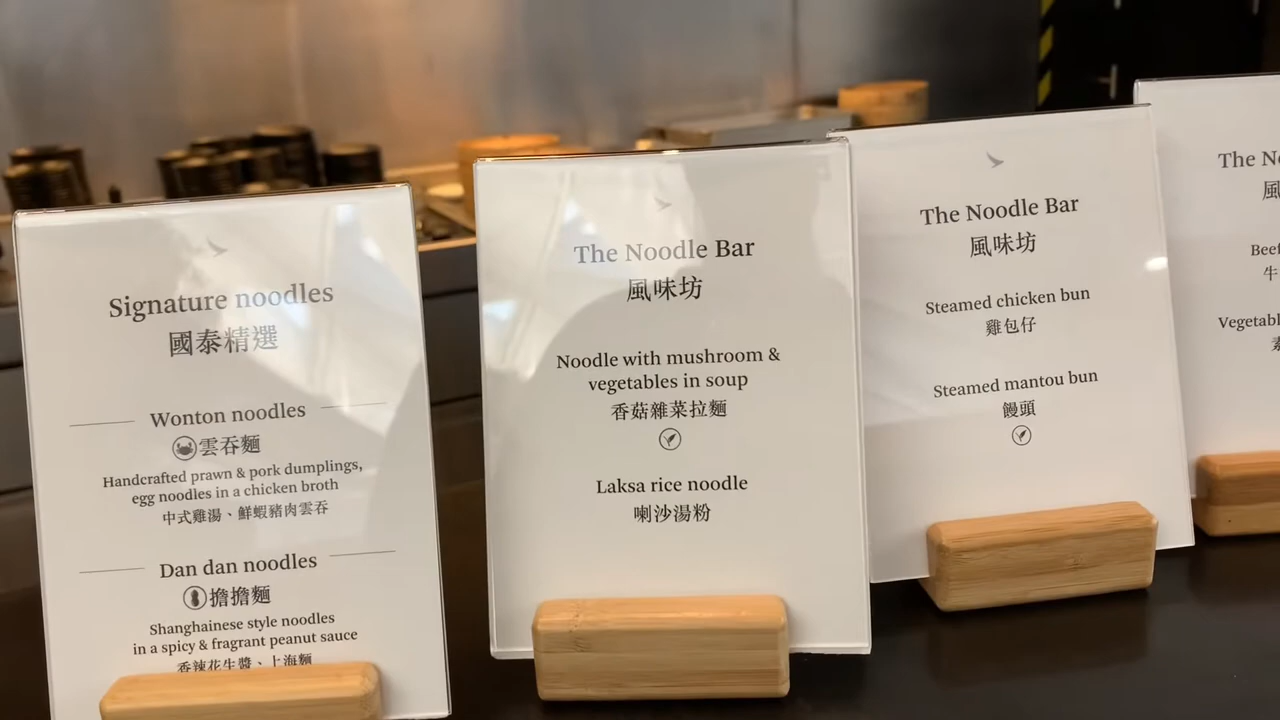 Signature noodles
國泰精選
Wonton noodles
雲吞麵
Handcrafted prawn & pork dumplings,
egg noodles in a chicken broth
中式雞湯、鮮蝦豬肉雲吞
Dan dan noodles
擔擔麵
Shanghainese style noodles
in a spicy & fragrant peanut sauce
香辣花生醬、上海麵
The Noodle Bar
風味坊
Noodle with mushroom &
vegetables in soup
香菇雜菜拉麵
Laksa rice noodle
喇沙湯粉
The Noodle Bar
風味坊
Steamed chicken bun
雞包仔
Steamed mantou bun
饅頭
The
風
Beef
牛